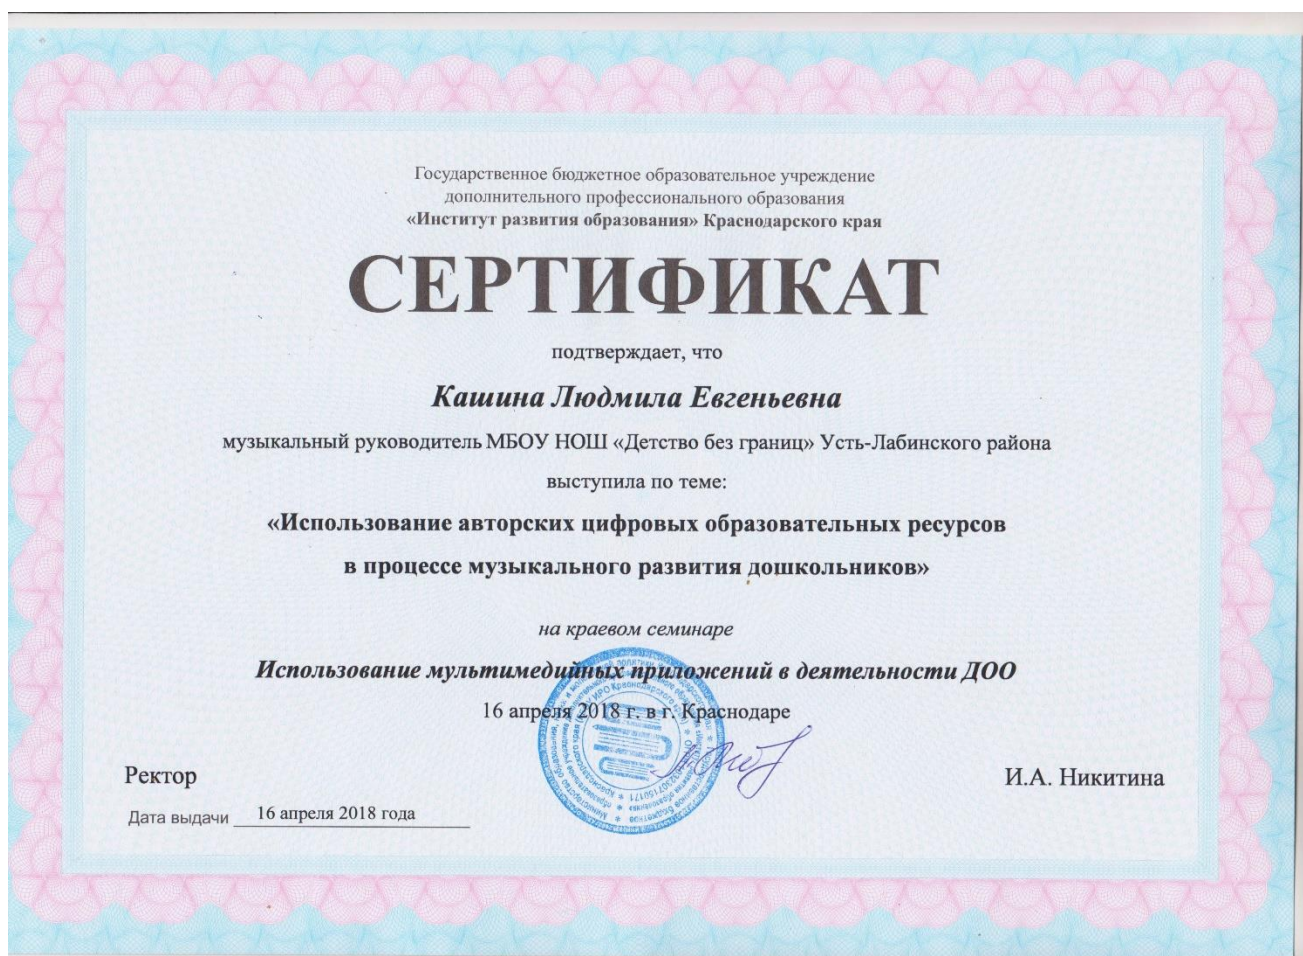 Государственное бюджетное образовательное учреждение
дополнительного профессионального образования
«Институт развития образования» Краснодарского края
СЕРТИФИКАТ
подтверждает, что
Кашина Людмила Евгеньевна
музыкальный руководитель МБОУ НОШ «Детство без границ» Усть-Лабинского района
выступила по теме:
«Использование авторских цифровых образовательных ресурсов
в процессе музыкального развития дошкольников»
на краевом семинаре
Использование мультимедийных приложений в деятельности ДОО
16 апреля 2018 г. в г. Краснодаре
Ректор
И.А. Никитина
Дата выдачи 16 апреля 2018 года